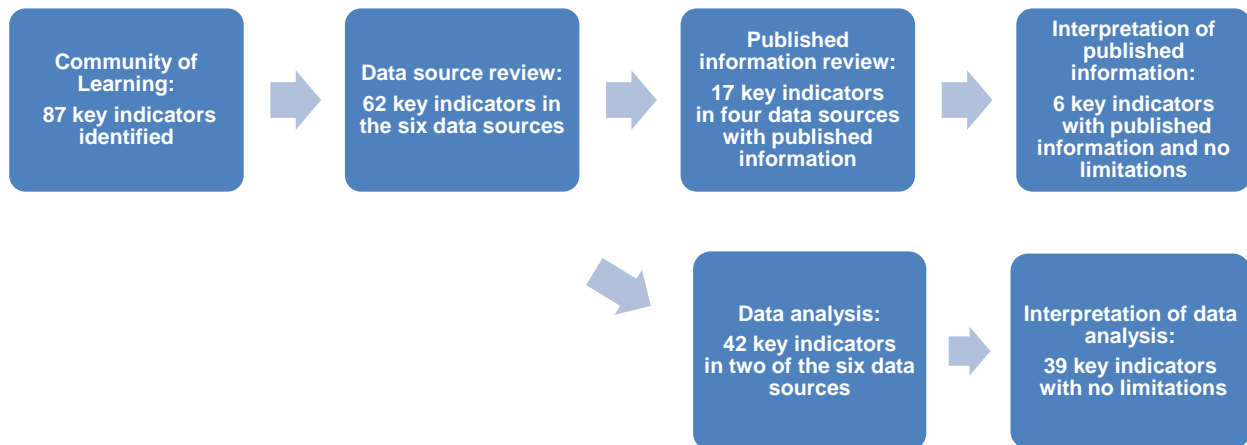 Community of
Learning:
87 key indicators
identified
Data source review:
62 key indicators in
the six data sources
Published
information review:
17 key indicators
in four data sources
with published
information
Interpretation of
published
information:
6 key indicators
with published
information and no
limitations
Data analysis:
42 key indicators
in two of the six data
sources
Interpretation of data
analysis:
39 key indicators
with no limitations